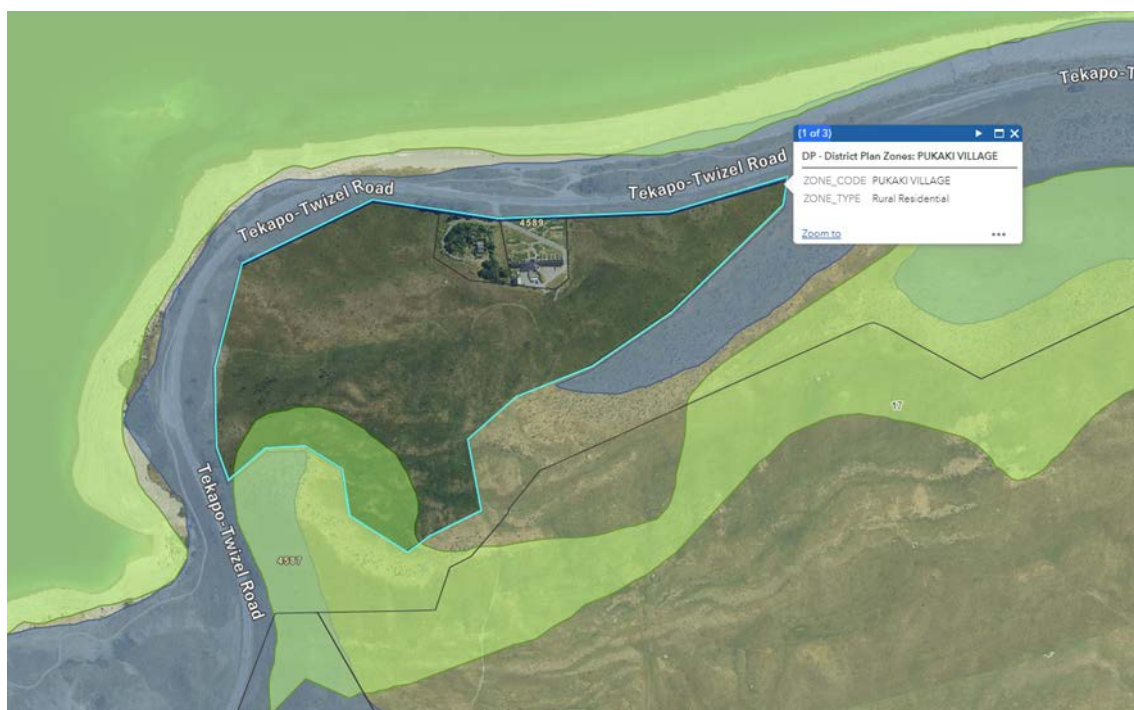 Tekapo-T
(1 of 3)
DP - District Plan Zones: PUKAKI VILLAGE
ZONE_CODE PUKAKI VILLAGE
ZONE_TYPE Rural Residential
Zoom to
•••
Tekapo-Twizel Road
Tekapo-Twizel Road
4589
17
Tekapo-Twizel Road
4587